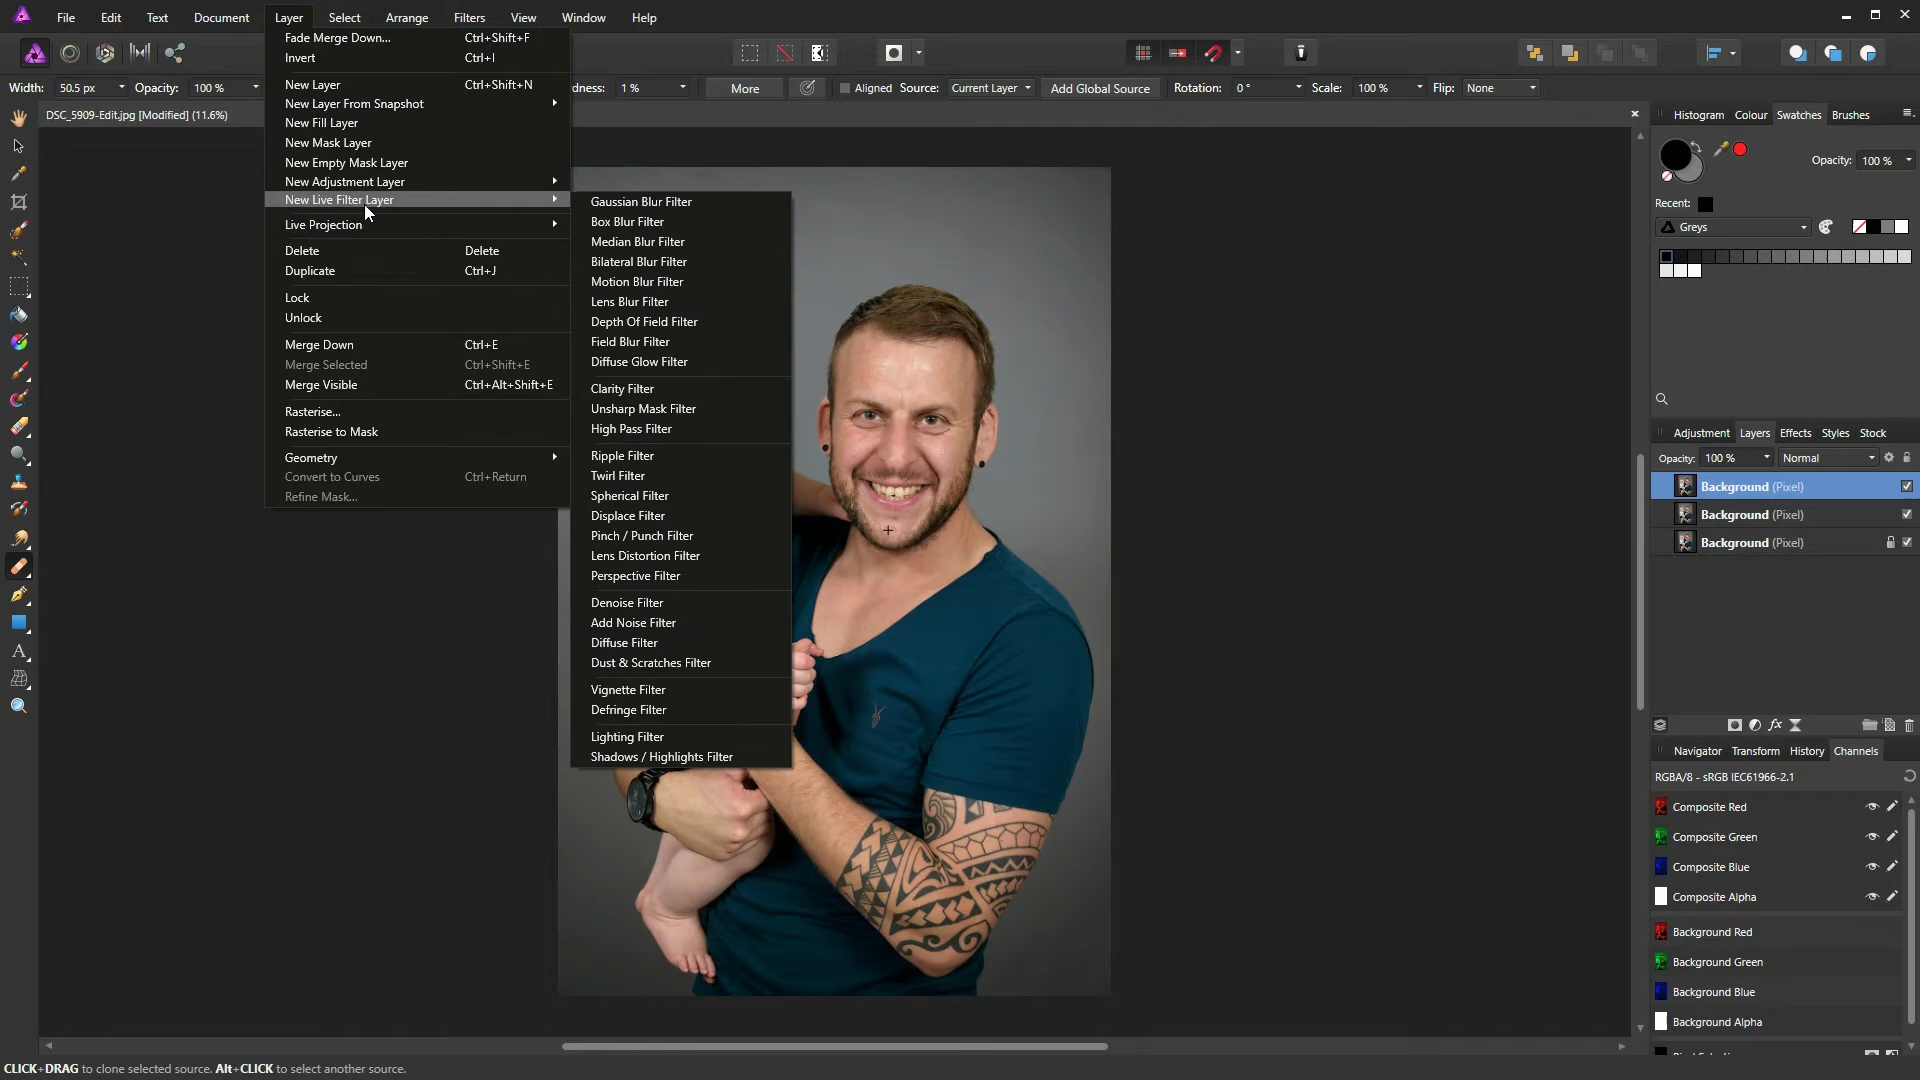 File Edit Text Document Layer Select Arrange Filters View Window Help
Width: 50.5 px Opacity: 100 % rdness: 1 % More Aligned Source: Current Layer Add Global Source Rotation: 0° Scale: 100 % Flip: None
DSC_5909-Edit.jpg [Modified] (11.6%)
Fade Merge Down... Ctrl+Shift+F
Invert Ctrl+I
New Layer Ctrl+Shift+N
New Layer From Snapshot
New Fill Layer
New Mask Layer
New Empty Mask Layer
New Adjustment Layer
New Live Filter Layer
Live Projection
Delete Delete
Duplicate Ctrl+J
Lock
Unlock
Merge Down Ctrl+E
Merge Selected Ctrl+Shift+E
Merge Visible Ctrl+Alt+Shift+E
Rasterise...
Rasterise to Mask
Geometry
Convert to Curves Ctrl+Return
Refine Mask...
Gaussian Blur Filter
Box Blur Filter
Median Blur Filter
Bilateral Blur Filter
Motion Blur Filter
Lens Blur Filter
Depth Of Field Filter
Field Blur Filter
Diffuse Glow Filter
Clarity Filter
Unsharp Mask Filter
High Pass Filter
Ripple Filter
Twirl Filter
Spherical Filter
Displace Filter
Pinch / Punch Filter
Lens Distortion Filter
Perspective Filter
Denoise Filter
Add Noise Filter
Diffuse Filter
Dust & Scratches Filter
Vignette Filter
Defringe Filter
Lighting Filter
Shadows / Highlights Filter
Histogram Colour Swatches Brushes
Opacity: 100 %
Recent:
Greys
Adjustment Layers Effects Styles Stock
Opacity: 100 % Normal
Background (Pixel)
Background (Pixel)
Background (Pixel)
fx
Navigator Transform History Channels
RGBA/8 - sRGB IEC61966-2.1
Composite Red
Composite Green
Composite Blue
Composite Alpha
Background Red
Background Green
Background Blue
Background Alpha
CLICK+DRAG to clone selected source. Alt+CLICK to select another source.